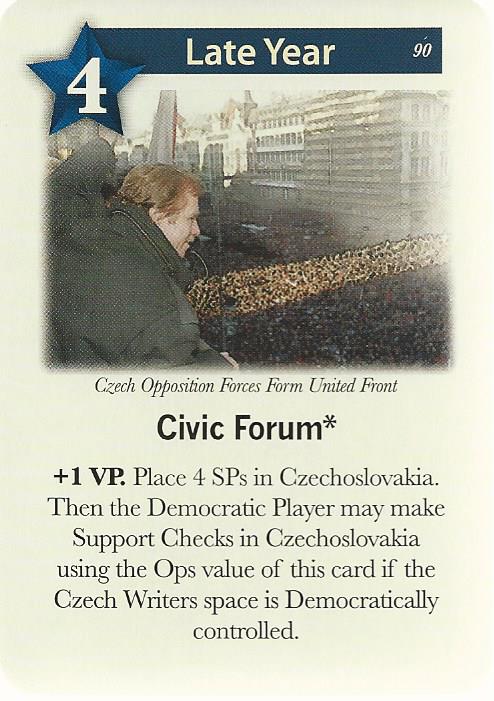 Late Year
90
4
Czech Opposition Forces Form United Front
Civic Forum*
+1 VP. Place 4 SPs in Czechoslovakia.
Then the Democratic Player may make
Support Checks in Czechoslovakia
using the Ops value of this card if the
Czech Writers space is Democratically
controlled.